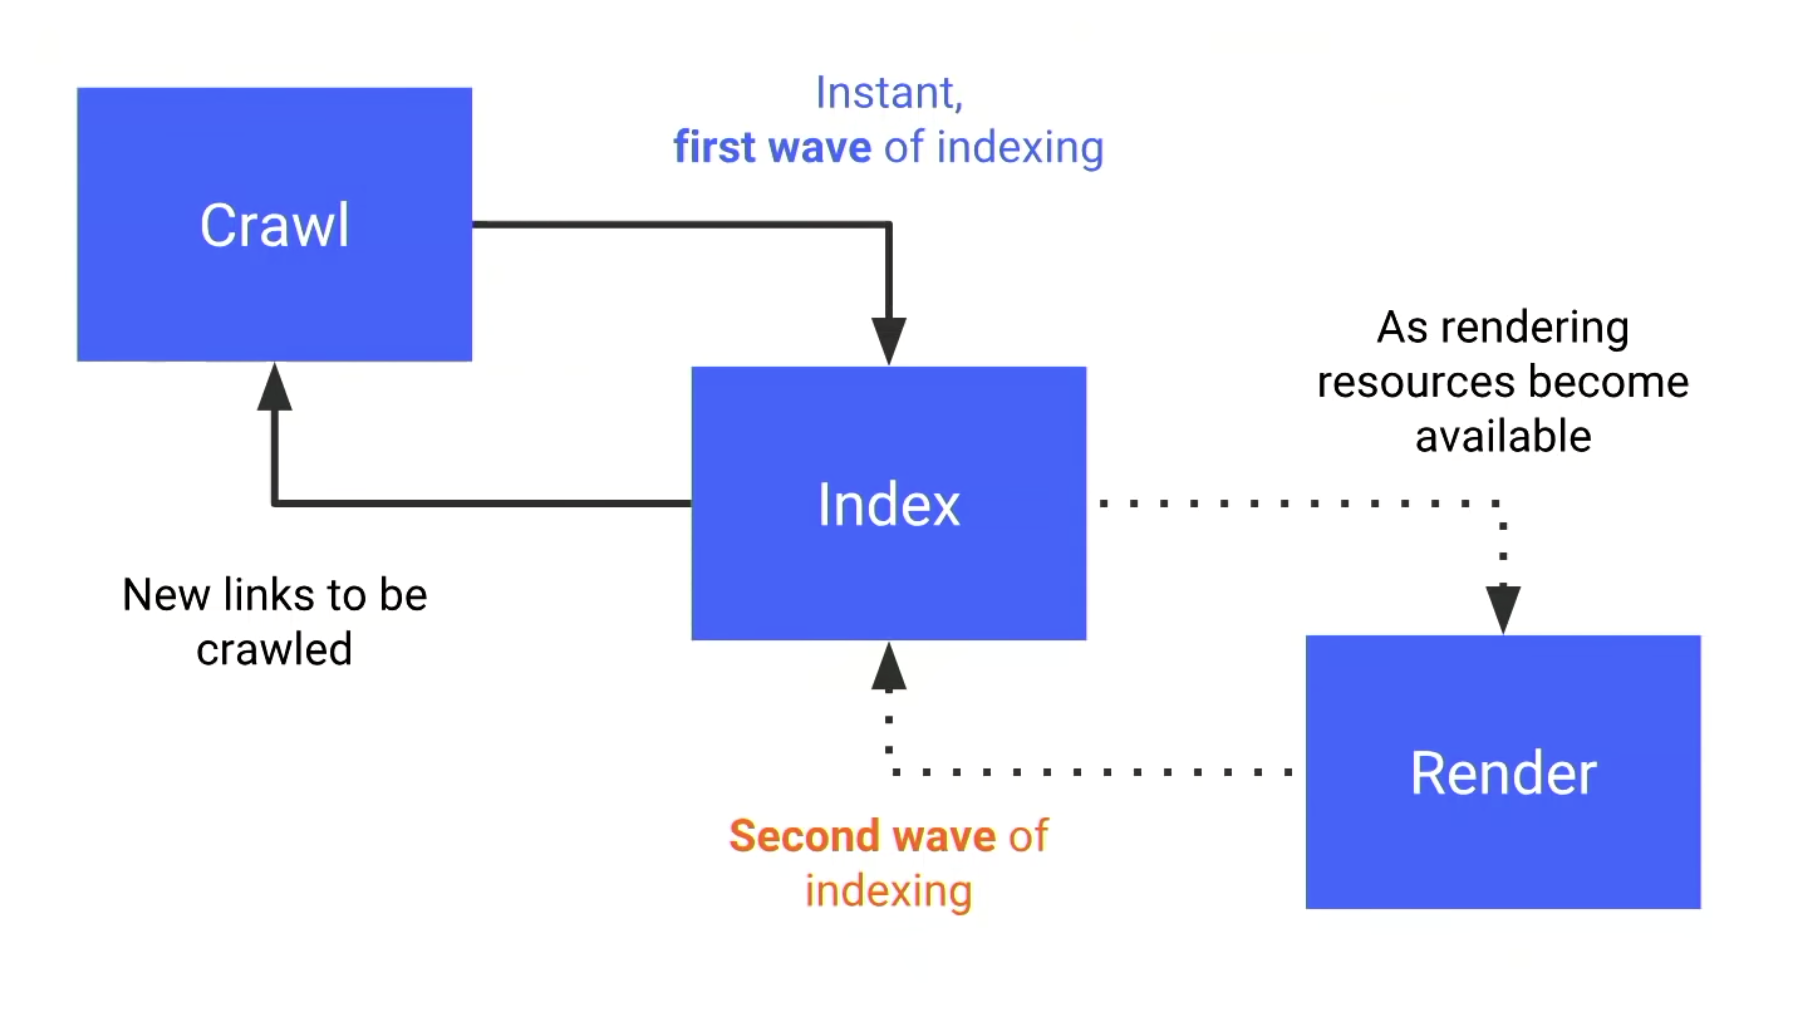 Instant,
first wave of indexing
Crawl
As rendering
resources become
available
Index
New links to be
crawled
Render
Second wave of
indexing